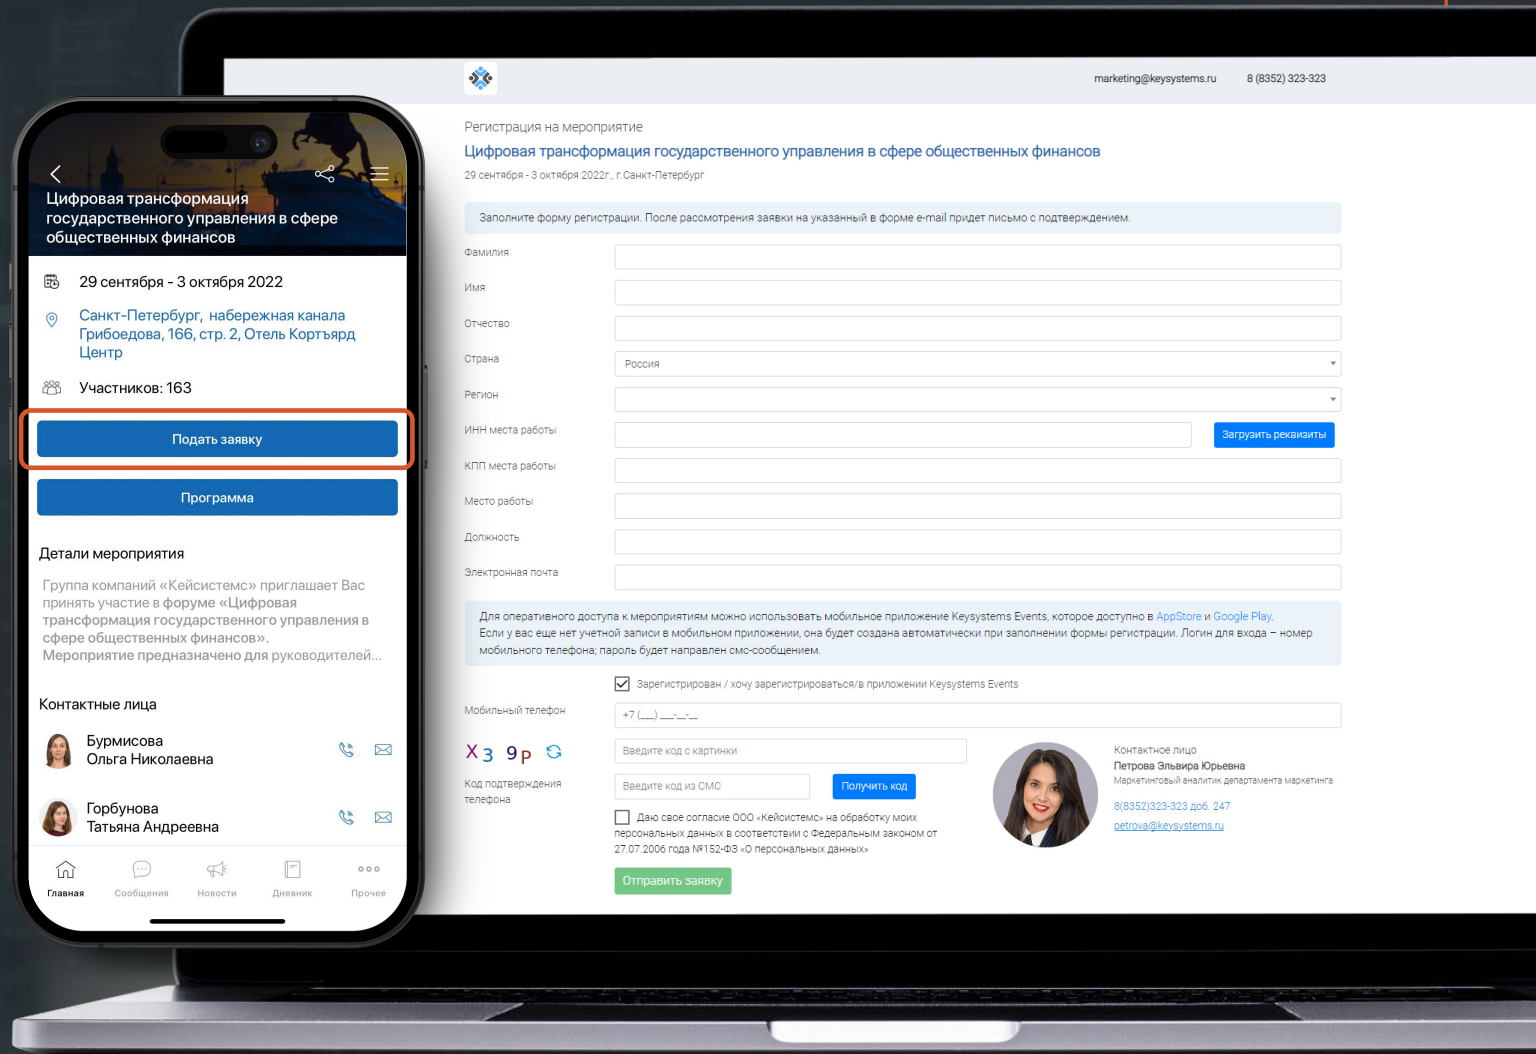 Цифровая трансформация
государственного управления в сфере
общественных финансов
29 сентября - 3 октября 2022
Санкт-Петербург, набережная канала
Грибоедова, 166, стр. 2, Отель Кортъярд
Центр
Участников: 163
Подать заявку
Программа
Детали мероприятия
Группа компаний «Кейсистемс» приглашает Вас
принять участие в форуме «Цифровая
трансформация государственного управления в
сфере общественных финансов».
Мероприятие предназначено для руководителей...
Контактные лица
Бурмисова
Ольга Николаевна
Горбунова
Татьяна Андреевна
Главная Сообщения Новости Дневник Прочее
marketing@keysystems.ru 8 (8352) 323-323
Регистрация на мероприятие
Цифровая трансформация государственного управления в сфере общественных финансов
29 сентября - 3 октября 2022г., г.Санкт-Петербург
Заполните форму регистрации. После рассмотрения заявки на указанный в форме e-mail придет письмо с подтверждением.
Фамилия
Имя
Отчество
Страна Россия
Регион
ИНН места работы Загрузить реквизиты
КПП места работы
Место работы
Должность
Электронная почта
Для оперативного доступа к мероприятиям можно использовать мобильное приложение Keysystems Events, которое доступно в AppStore и Google Play.
Если у вас еще нет учетной записи в мобильном приложении, она будет создана автоматически при заполнении формы регистрации. Логин для входа – номер
мобильного телефона; пароль будет направлен смс-сообщением.
Зарегистрирован / хочу зарегистрироваться/в приложении Keysystems Events
Мобильный телефон +7 (___) ___-__-__
X3 9P Введите код с картинки
Код подтверждения
телефона
Введите код из СМС Получить код
Даю свое согласие ООО «Кейсистемс» на обработку моих
персональных данных в соответствии с Федеральным законом от
27.07.2006 года №152-ФЗ «О персональных данных»
Отправить заявку
Контактное лицо
Петрова Эльвира Юрьевна
Маркетинговый аналитик департамента маркетинга
8(8352)323-323 доб. 247
petrova@keysystems.ru